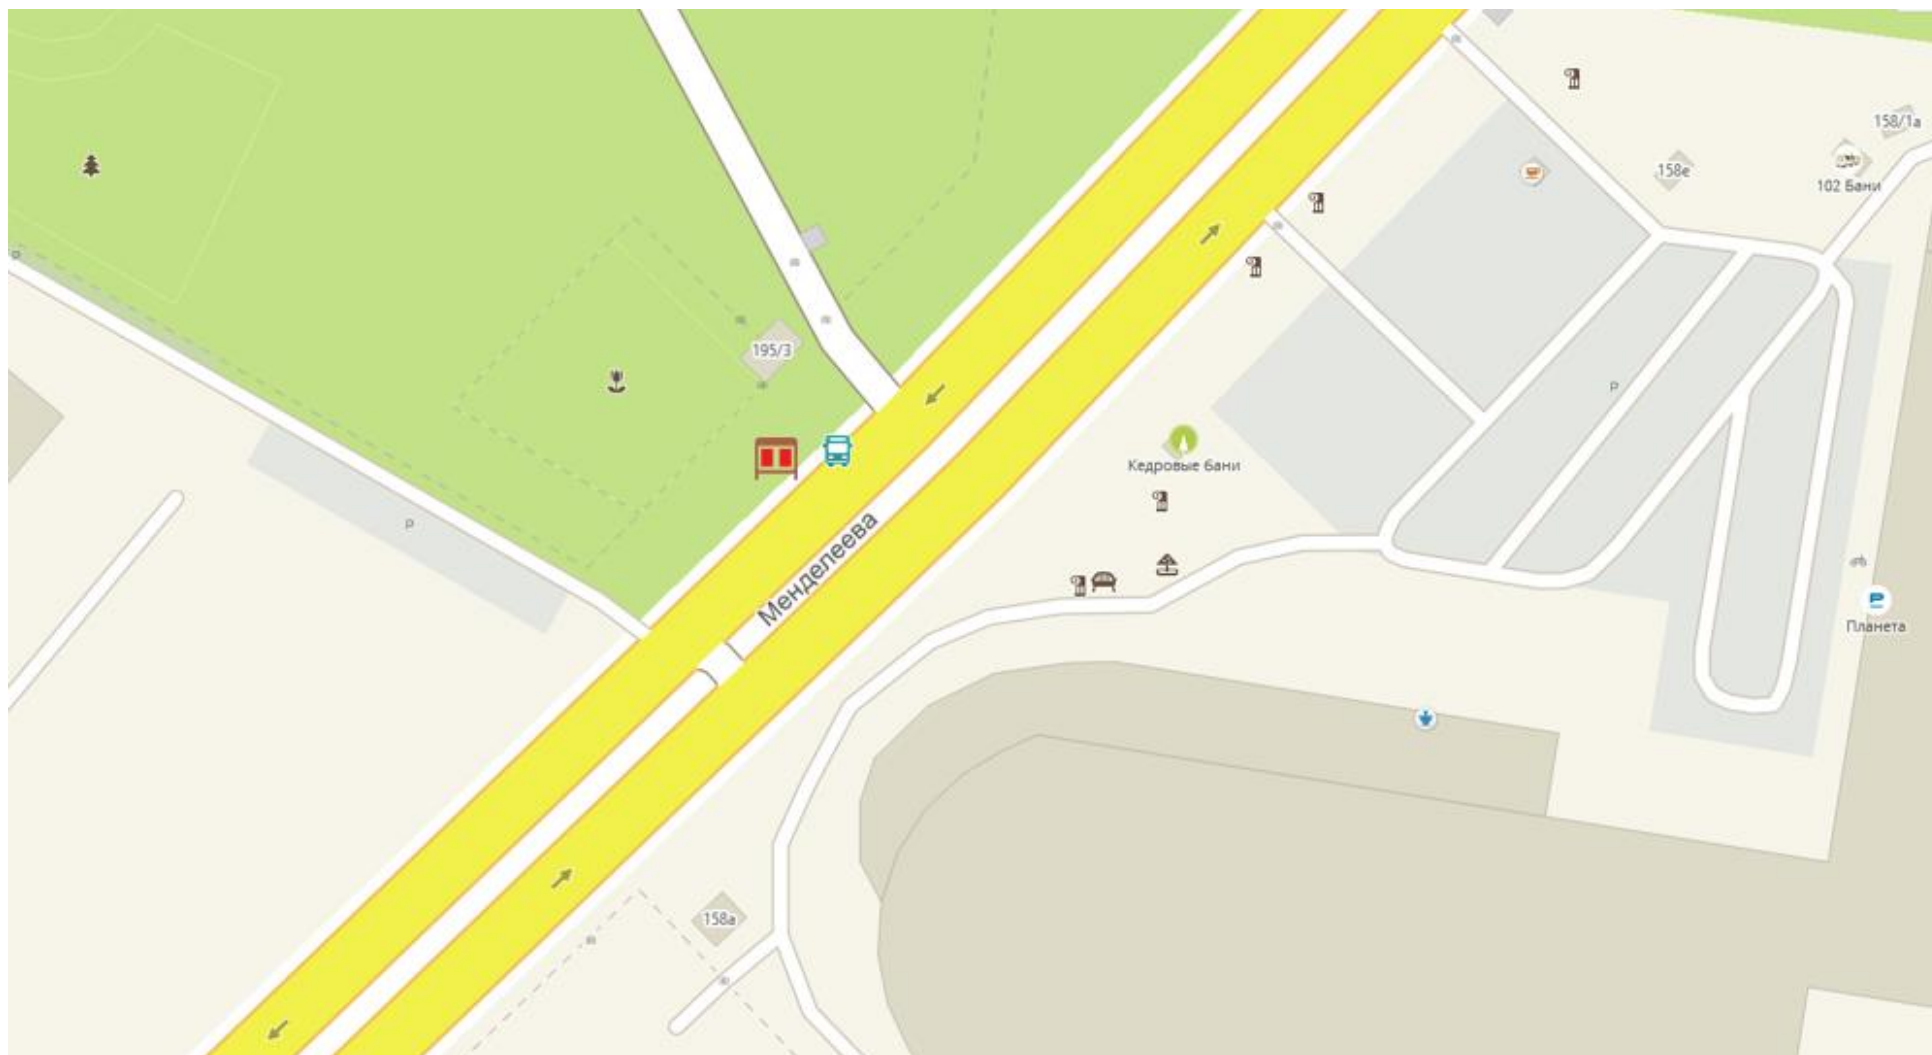 158/1а
158е
102 Бани
195/3
P
P
P
Кедровые бани
Менделеева
Планета
158а